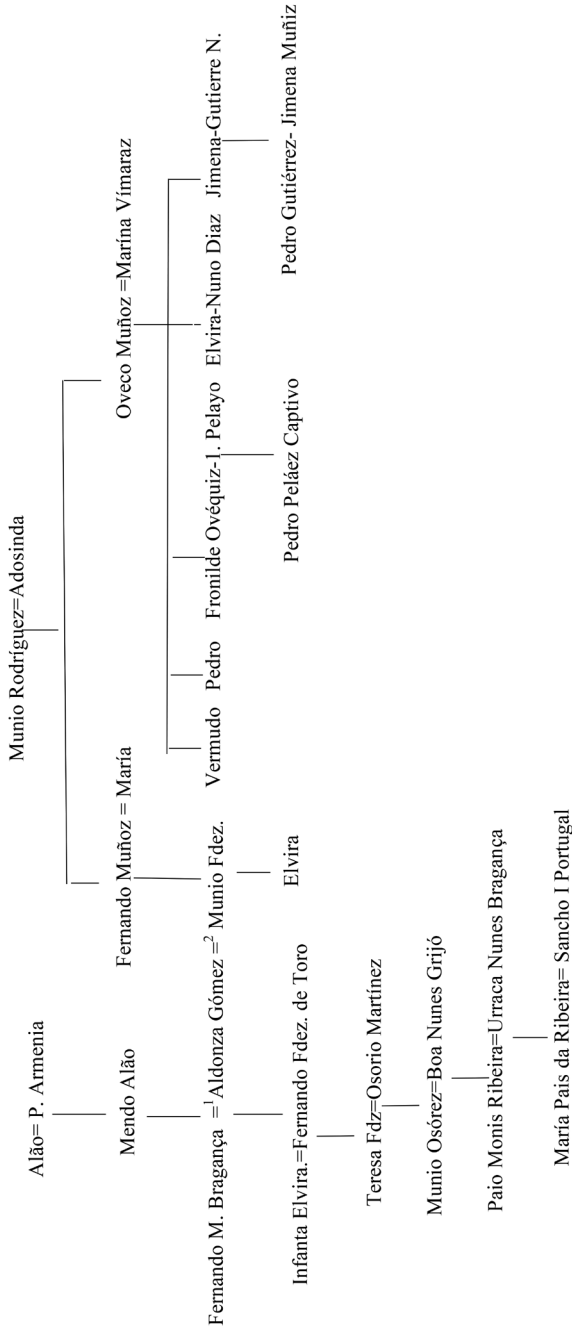 Alão= P. Armenia
Munio Rodríguez=Adosinda
Mendo Alão
Fernando Muñoz = María
Oveco Muñoz =Marína Vímaraz
Fernando M. Bragança =¹Aldonza Gómez =² Munio Fdez.
Vermudo Pedro Fronilde Ovéquiz-1. Pelayo Elvira-Nuno Diaz Jimena-Gutierre N.
Infanta Elvira.=Fernando Fdez. de Toro
Elvira
Pedro Peláez Captivo
Pedro Gutiérrez- Jimena Muñiz
Teresa Fdz=Osorio Martínez
Munio Osórez=Boa Nunes Grijó
Paio Monis Ribeira=Urraca Nunes Bragança
María Pais da Ribeira= Sancho I Portugal